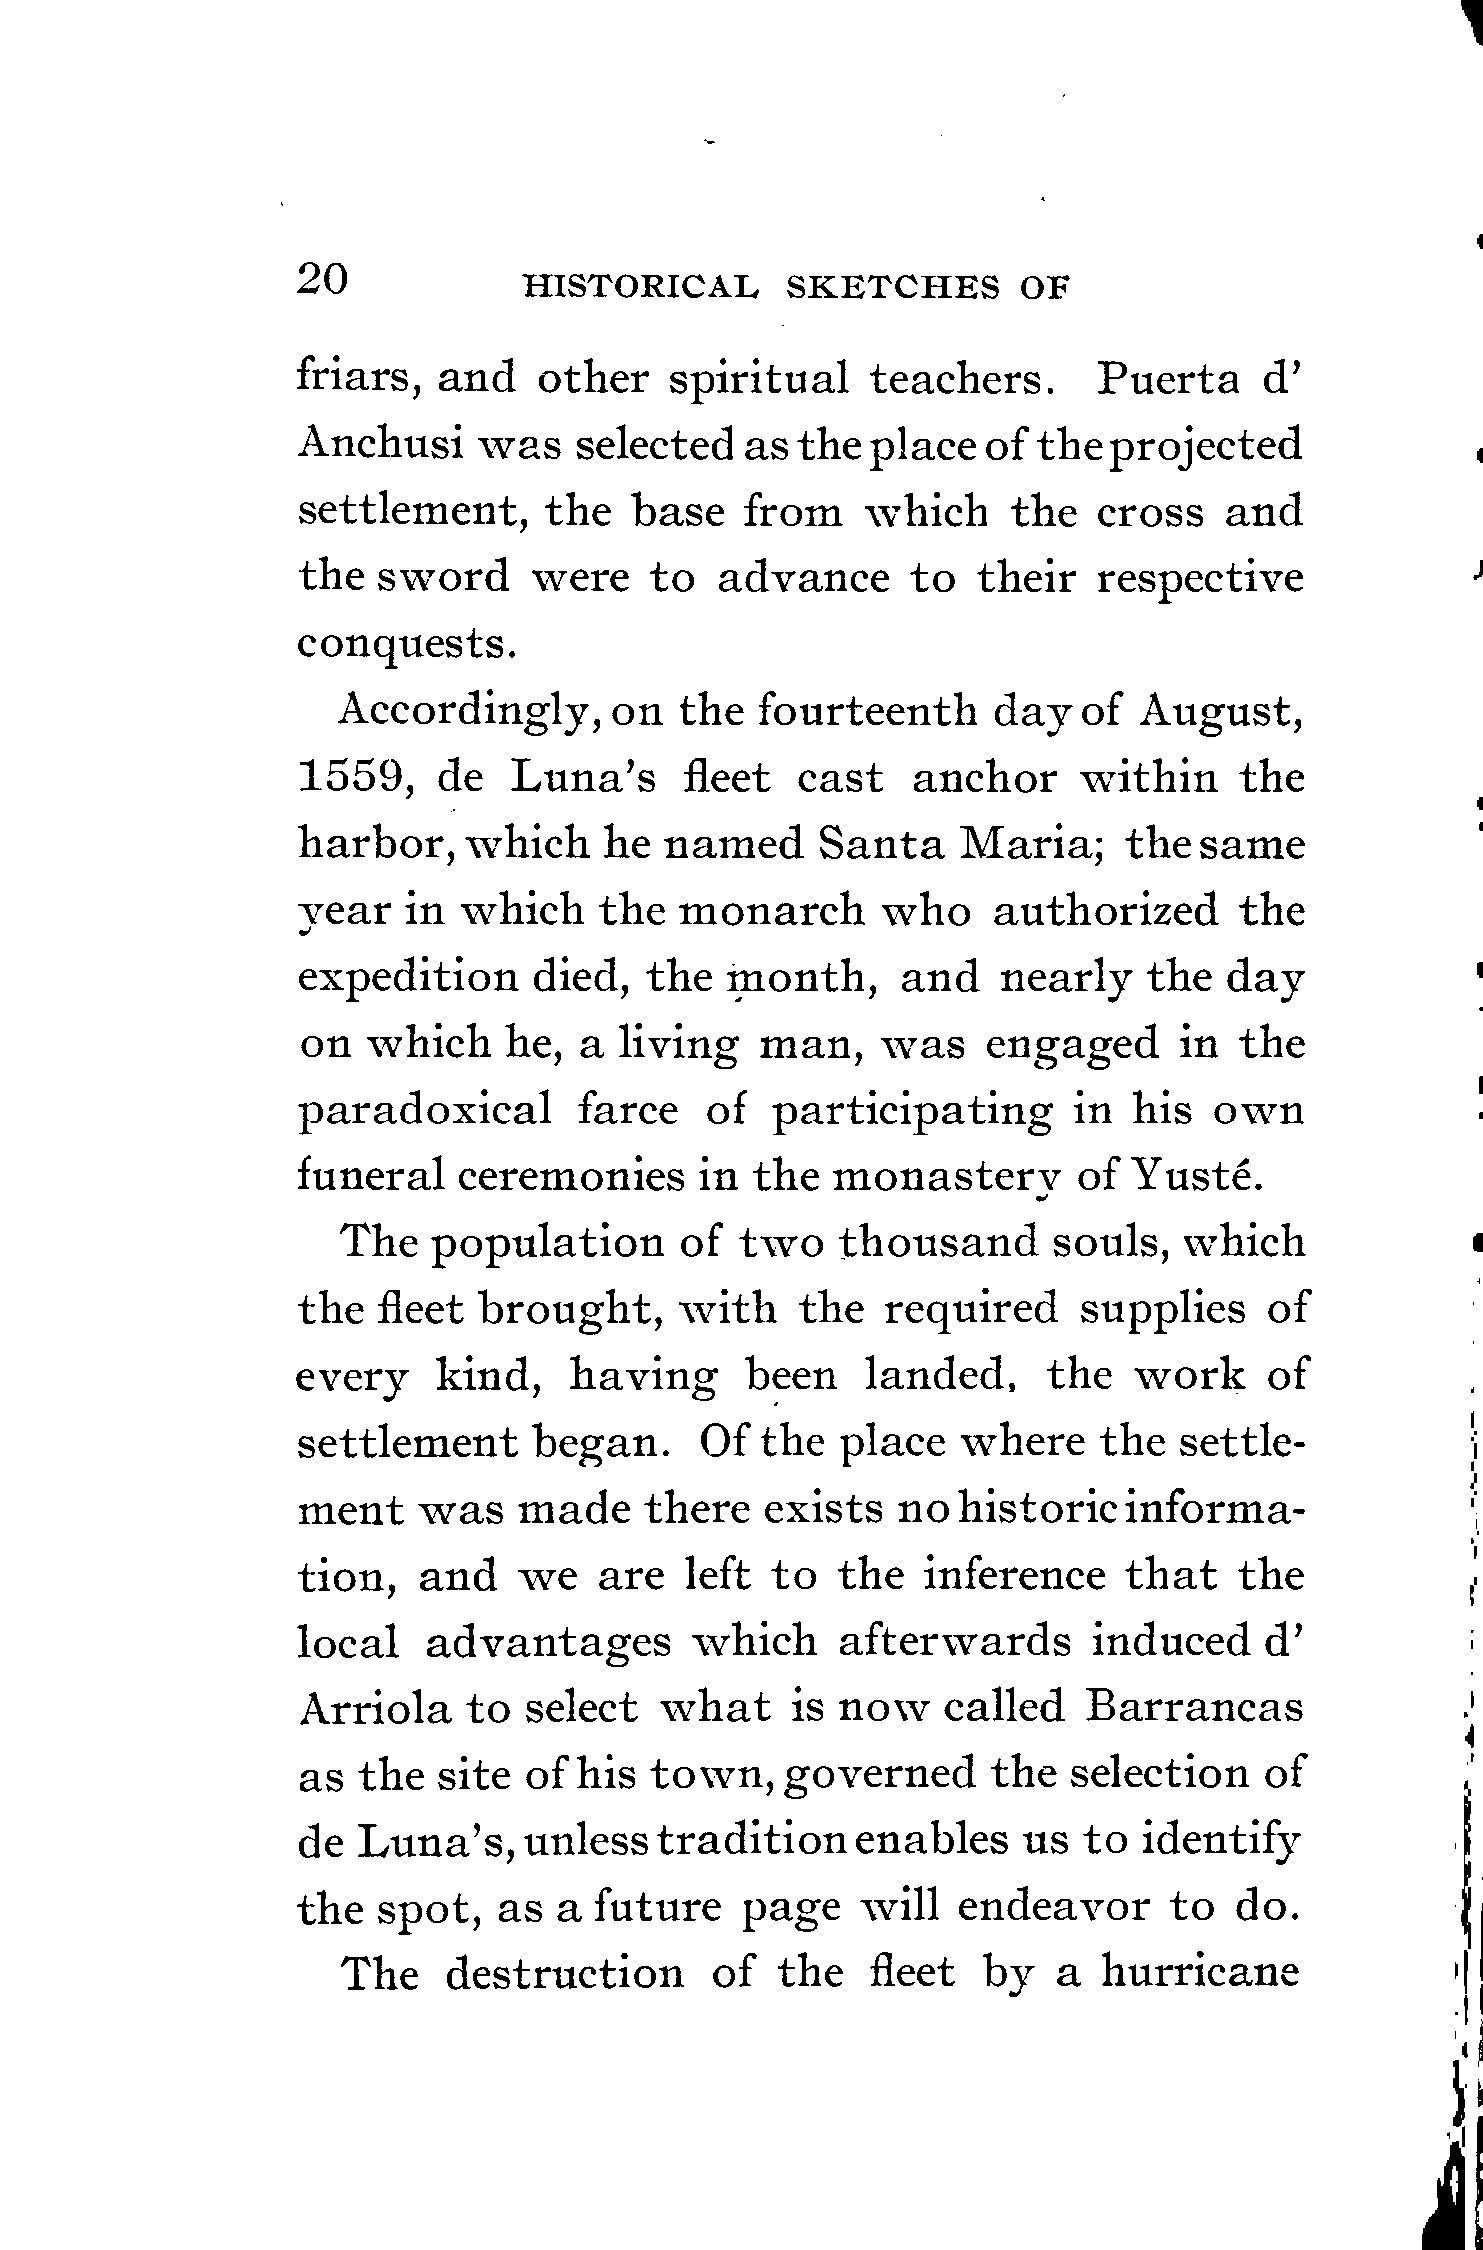 20 HISTORICAL SKETCHES OF
friars, and other spiritual teachers. Puerta d'
Anchusi was selected as the place of the projected
settlement, the base from which the cross and
the sword were to advance to their respective
conquests.
Accordingly, on the fourteenth day of August,
1559, de Luna's fleet cast anchor within the
harbor, which he named Santa Maria; the same
year in which the monarch who authorized the
expedition died, the month, and nearly the day
on which he, a living man, was engaged in the
paradoxical farce of participating in his own
funeral ceremonies in the monastery of Yusté.
The population of two thousand souls, which
the fleet brought, with the required supplies of
every kind, having been landed, the work of
settlement began. Of the place where the settle-
ment was made there exists no historic informa-
tion, and we are left to the inference that the
local advantages which afterwards induced d'
Arriola to select what is now called Barrancas
as the site of his town, governed the selection of
de Luna's, unless tradition enables us to identify
the spot, as a future page will endeavor to do.
The destruction of the fleet by a hurricane